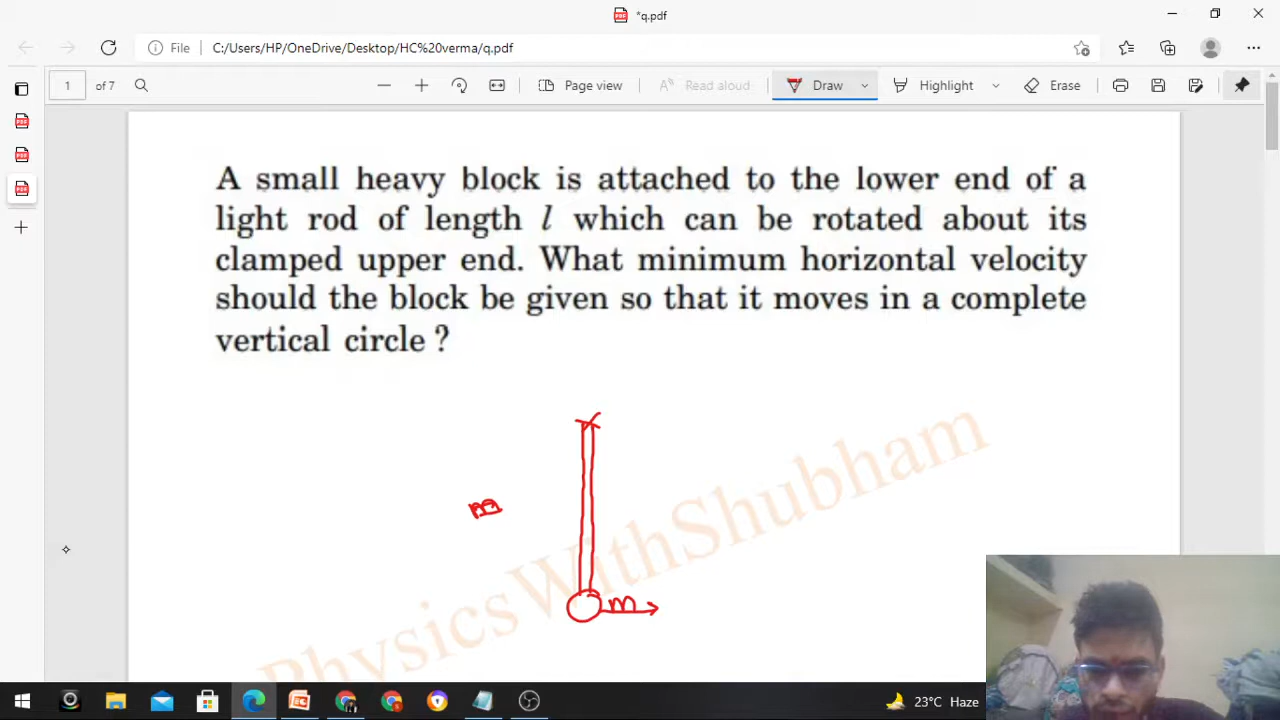 *q.pdf
File C:/Users/HP/OneDrive/Desktop/HC%20verma/q.pdf
1 of 7 Page view Read aloud Draw Highlight Erase
A small heavy block is attached to the lower end of a
light rod of length l which can be rotated about its
clamped upper end. What minimum horizontal velocity
should the block be given so that it moves in a complete
vertical circle ?
m
m
PhysicsWithShubham
23°C Haze